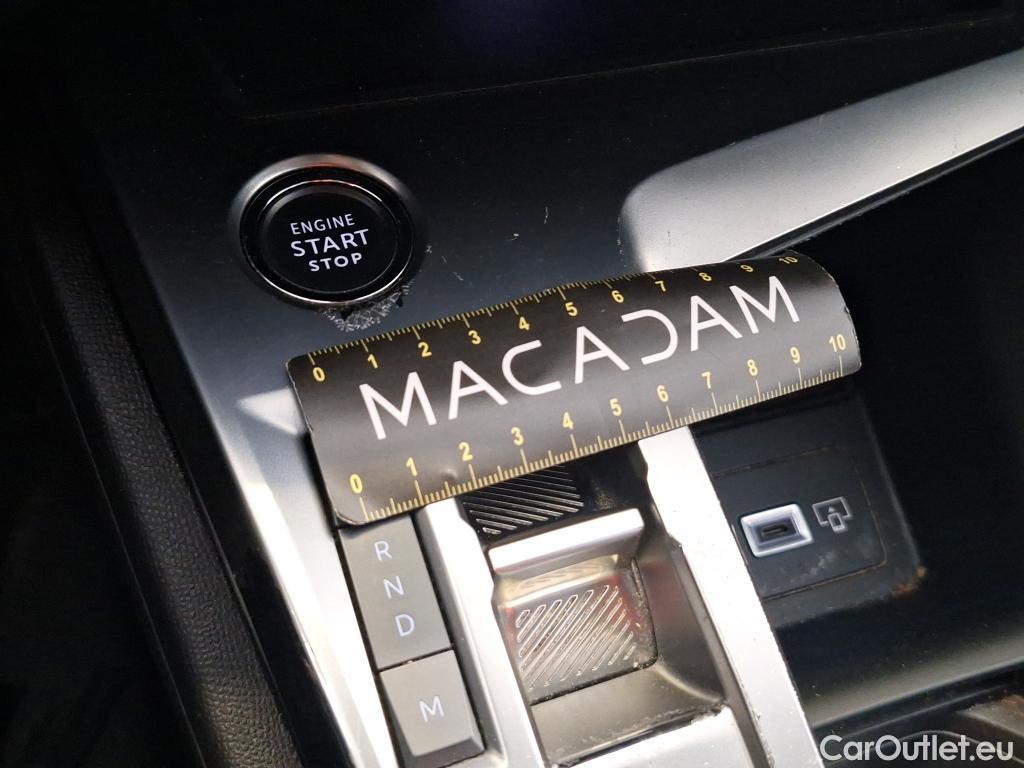 ENGINE
START
STOP
0 1 2 3 4 5 6 7 8 9 10
MACADAM
0 1 2 3 4 5 6 7 8 9 10
R
N
D
M
CarOutlet.eu